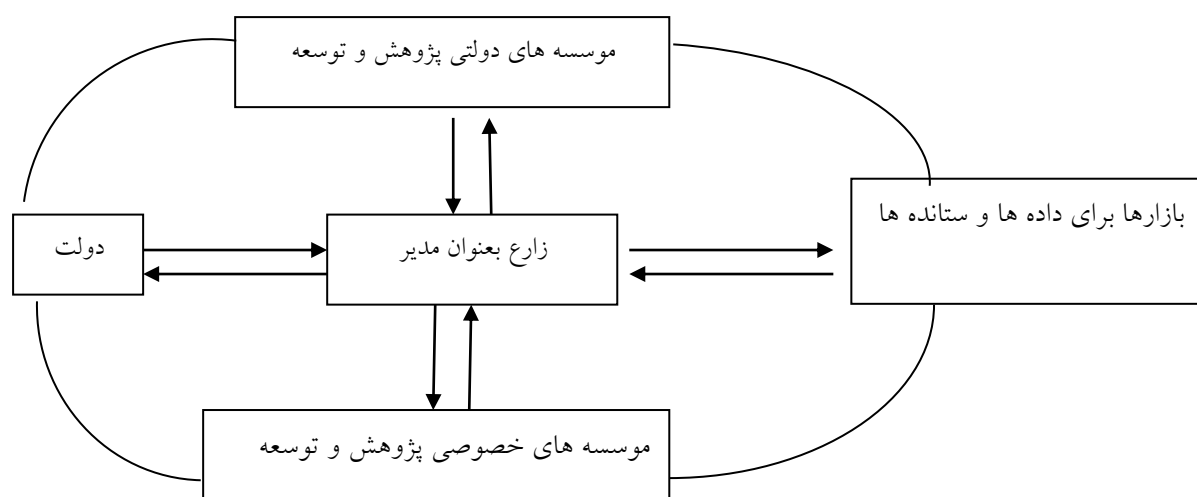 موسسه های دولتی پژوهش و توسعه
بازارها برای داده ها و ستانده ها
زارع بعنوان مدیر
دولت
موسسه های خصوصی پژوهش و توسعه